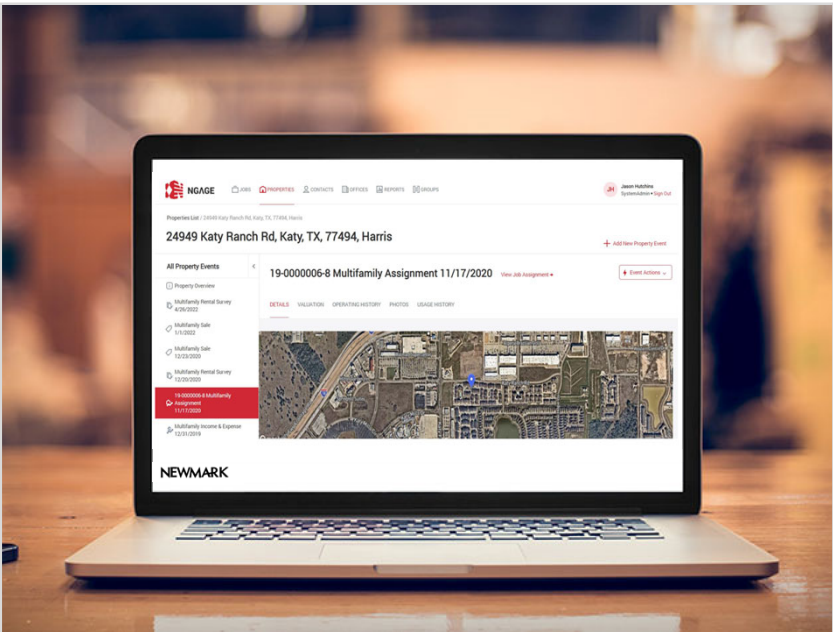 NGAGE
JOBS
PROPERTIES
CONTACTS
OFFICES
REPORTS
GROUPS
JH
Jason Hutchins
SystemAdmin • Sign Out
Properties List / 24949 Katy Ranch Rd, Katy, TX, 77494, Harris
24949 Katy Ranch Rd, Katy, TX, 77494, Harris
+ Add New Property Event
All Property Events
Property Overview
Multifamily Rental Survey
4/26/2022
Multifamily Sale
1/1/2022
Multifamily Sale
12/23/2020
Multifamily Rental Survey
12/20/2020
19-0000006-8 Multifamily
Assignment
11/17/2020
Multifamily Income & Expense
12/31/2019
19-0000006-8 Multifamily Assignment 11/17/2020
View Job Assignment
Event Actions
DETAILS
VALUATION
OPERATING HISTORY
PHOTOS
USAGE HISTORY
NEWMARK